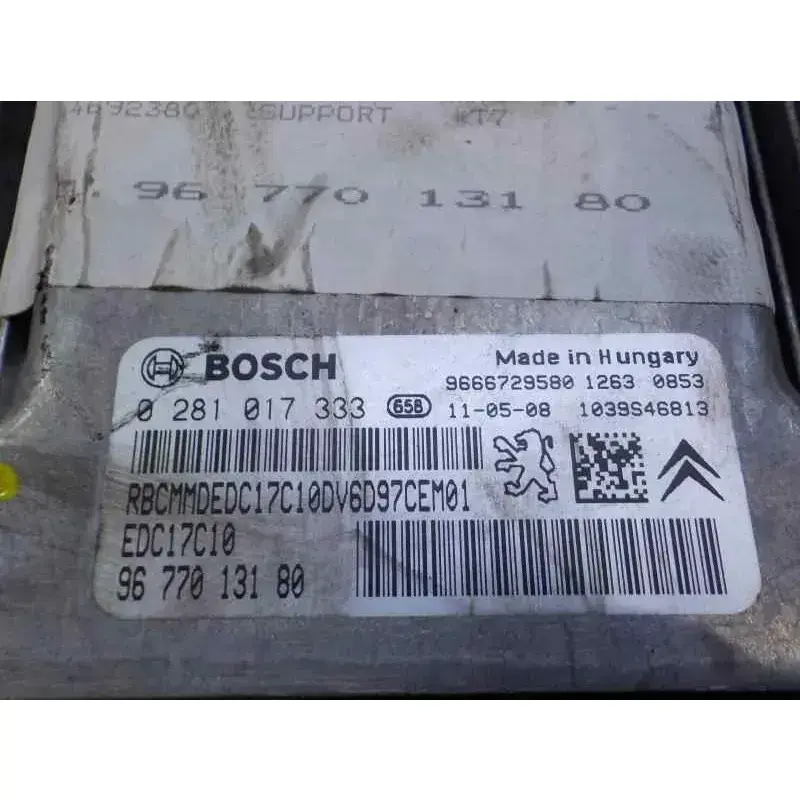 SUPPORT
96 770 131 80
BOSCH
Made in Hungary
9666729580 1263 0853
0 281 017 333 656 11-05-08 1039S46813
RBCMMDEDC17C10DV6D97CEM01
EDC17C10
96 770 131 80